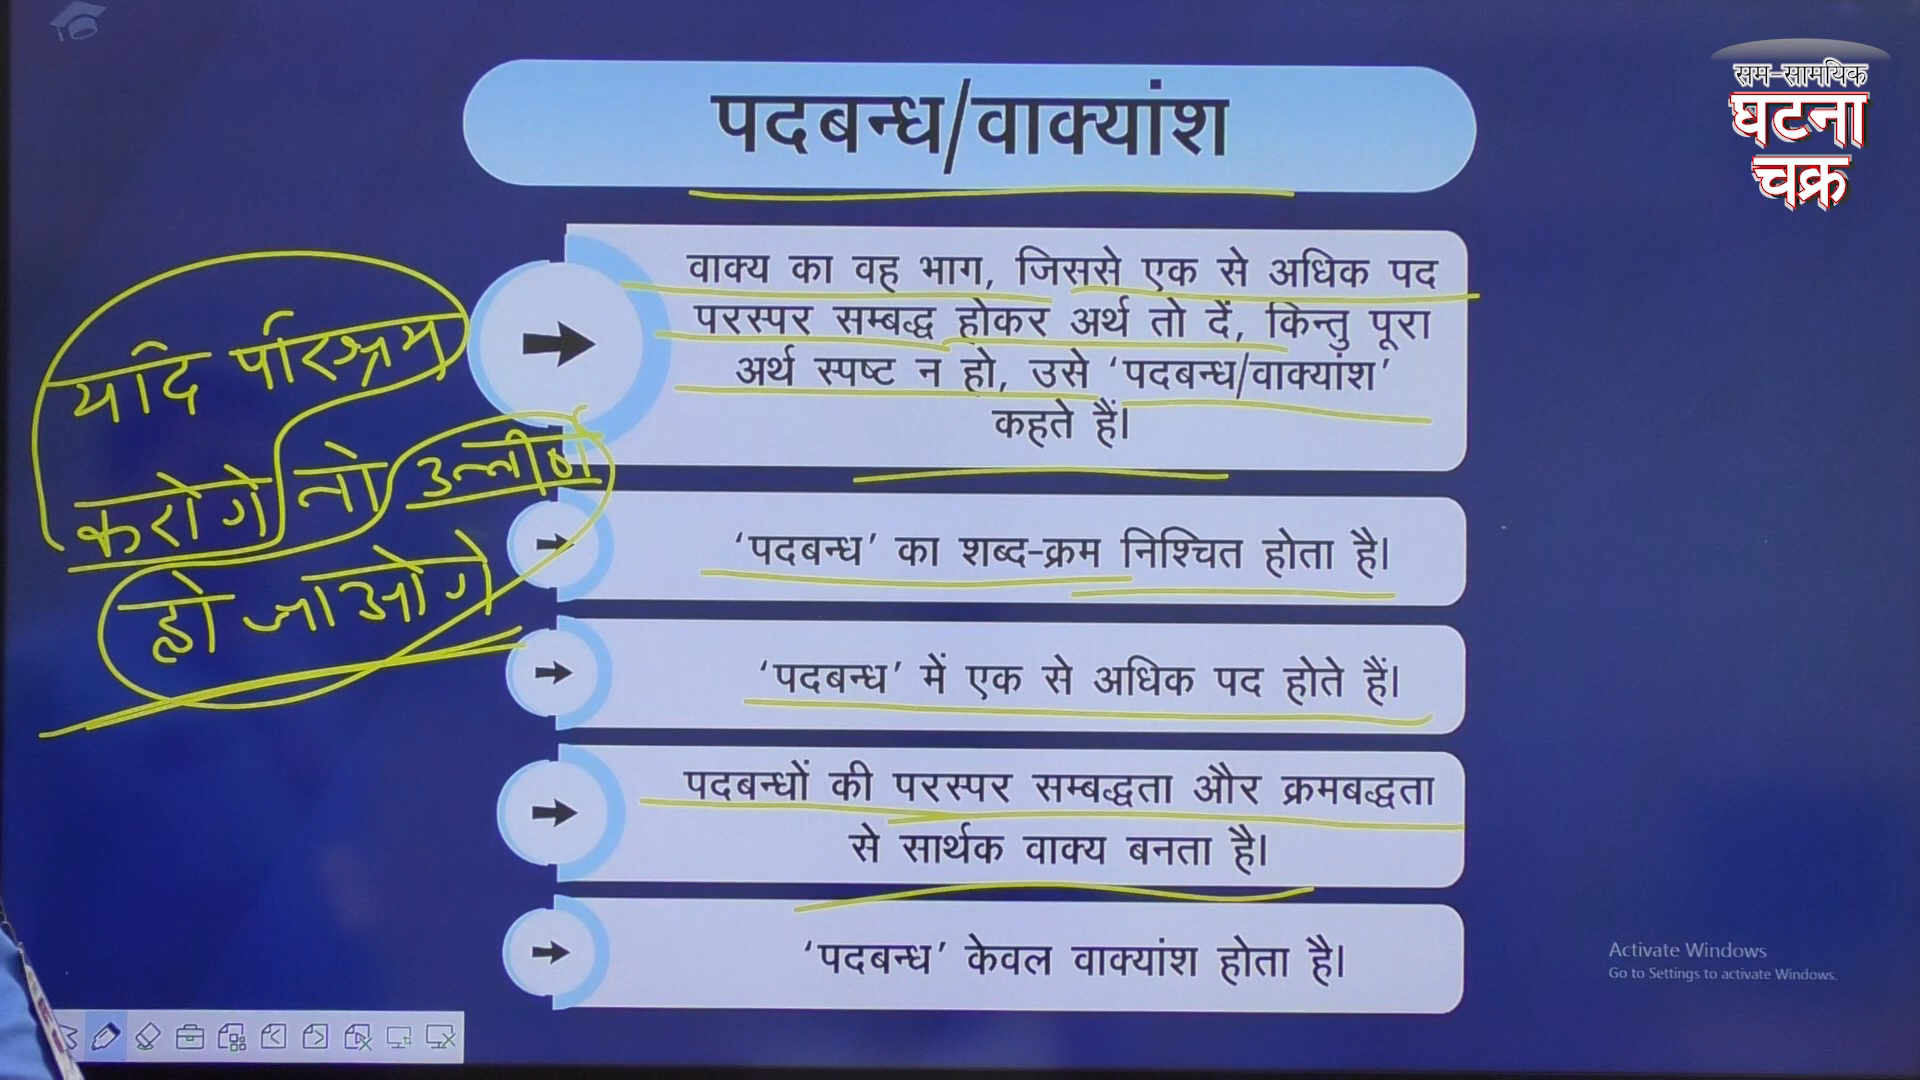 पदबन्ध/वाक्यांश
सम-सामयिक
घटना
चक्र
वाक्य का वह भाग, जिससे एक से अधिक पद
परस्पर सम्बद्ध होकर अर्थ तो दें, किन्तु पूरा
अर्थ स्पष्ट न हो, उसे ‘पदबन्ध/वाक्यांश’
कहते हैं।
यदि परिश्रम
करोगे तो उत्तीर्ण
हो जाओगे
‘पदबन्ध’ का शब्द-क्रम निश्चित होता है।
‘पदबन्ध’ में एक से अधिक पद होते हैं।
पदबन्धों की परस्पर सम्बद्धता और क्रमबद्धता
से सार्थक वाक्य बनता है।
‘पदबन्ध’ केवल वाक्यांश होता है।
Activate Windows
Go to Settings to activate Windows.